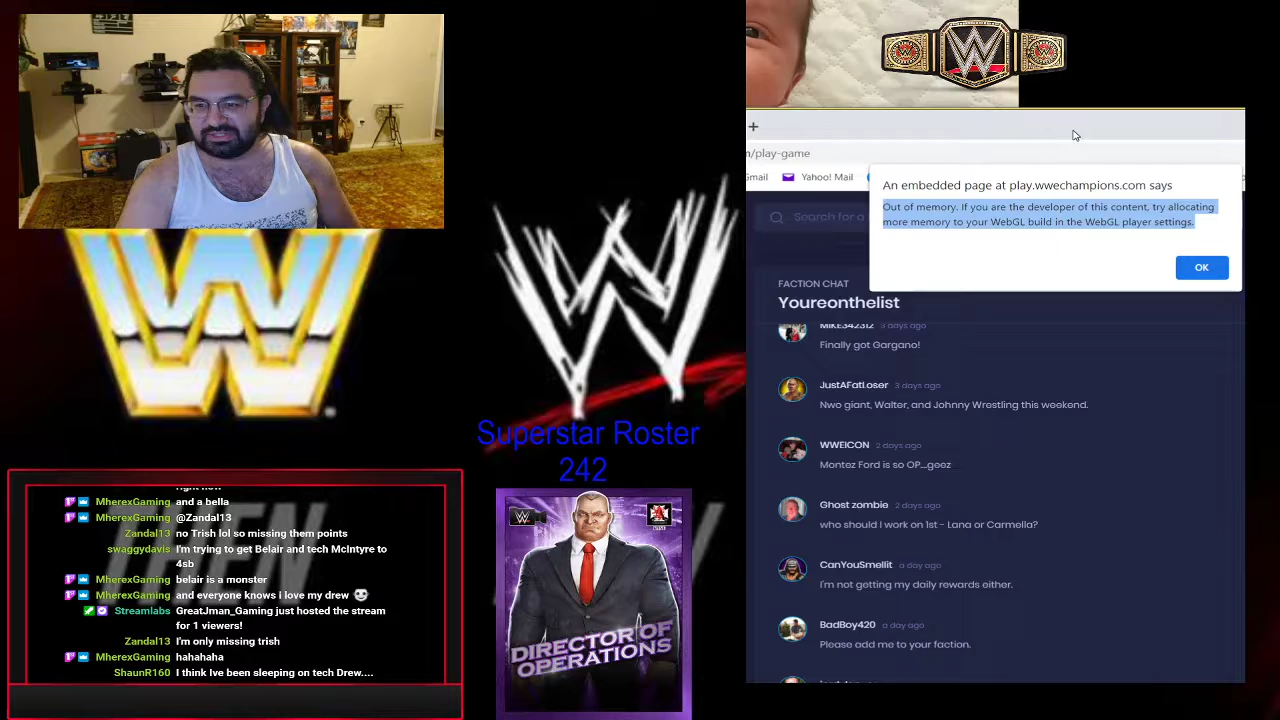 m/play-game
Gmail
Yahoo! Mail
An embedded page at play.wwechampions.com says
Out of memory. If you are the developer of this content, try allocating
more memory to your WebGL build in the WebGL player settings.
OK
Search for a
FACTION CHAT
Youreonthelist
MIKE342312 3 days ago
Finally got Gargano!
JustAFatLoser 3 days ago
Nwo giant, Walter, and Johnny Wrestling this weekend.
WWEICON 2 days ago
Montez Ford is so OP....geez
Ghost zombie 2 days ago
who should I work on 1st - Lana or Carmella?
CanYouSmellit a day ago
I'm not getting my daily rewards either.
BadBoy420 a day ago
Please add me to your faction.
Superstar Roster
242
DIRECTOR OF
OPERATIONS
THEN
right now
MherexGaming and a bella
MherexGaming @Zandal13
Zandal13 no Trish lol so missing them points
swaggydavis I'm trying to get Belair and tech McIntyre to
4sb
MherexGaming belair is a monster
MherexGaming and everyone knows i love my drew
Streamlabs GreatJman_Gaming just hosted the stream
for 1 viewers!
Zandal13 I'm only missing trish
MherexGaming hahahaha
ShaunR160 I think Ive been sleeping on tech Drew....